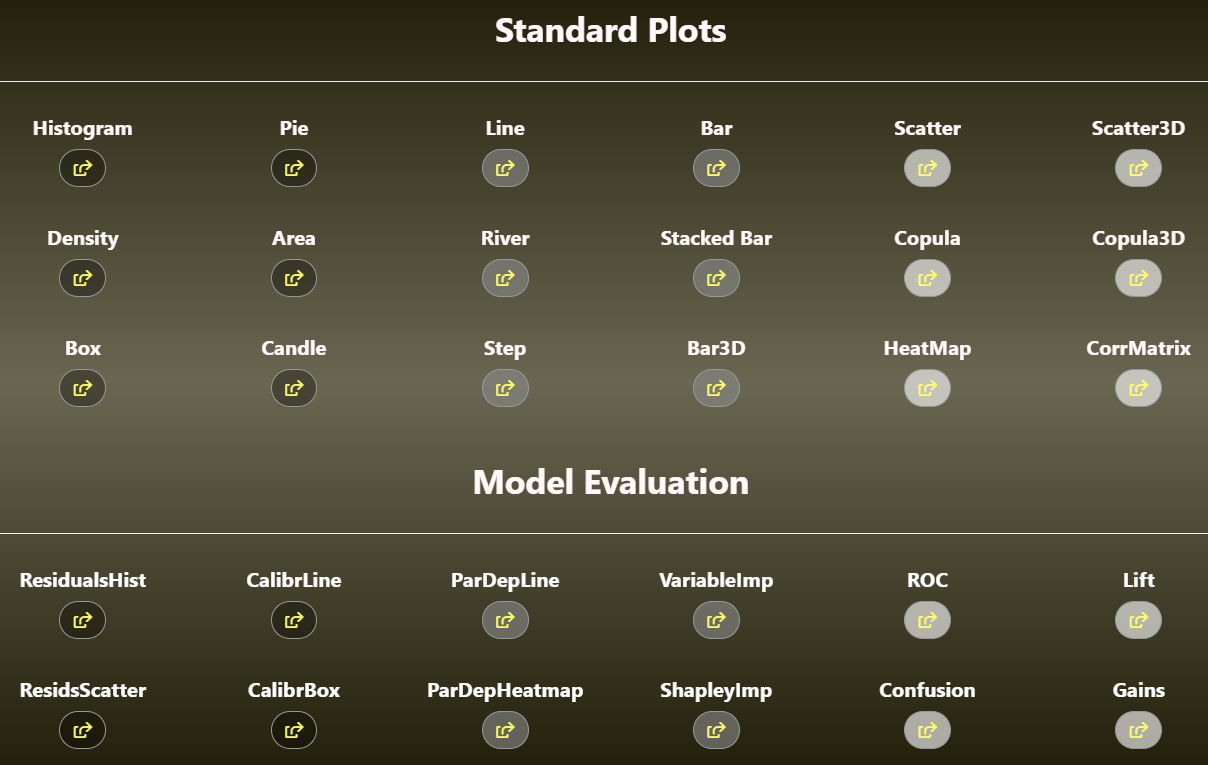 Standard Plots
Histogram Pie Line Bar Scatter Scatter3D
Density Area River Stacked Bar Copula Copula3D
Box Candle Step Bar3D HeatMap CorrMatrix
Model Evaluation
ResidualsHist CalibrLine ParDepLine VariableImp ROC Lift
ResidsScatter CalibrBox ParDepHeatmap ShapleyImp Confusion Gains